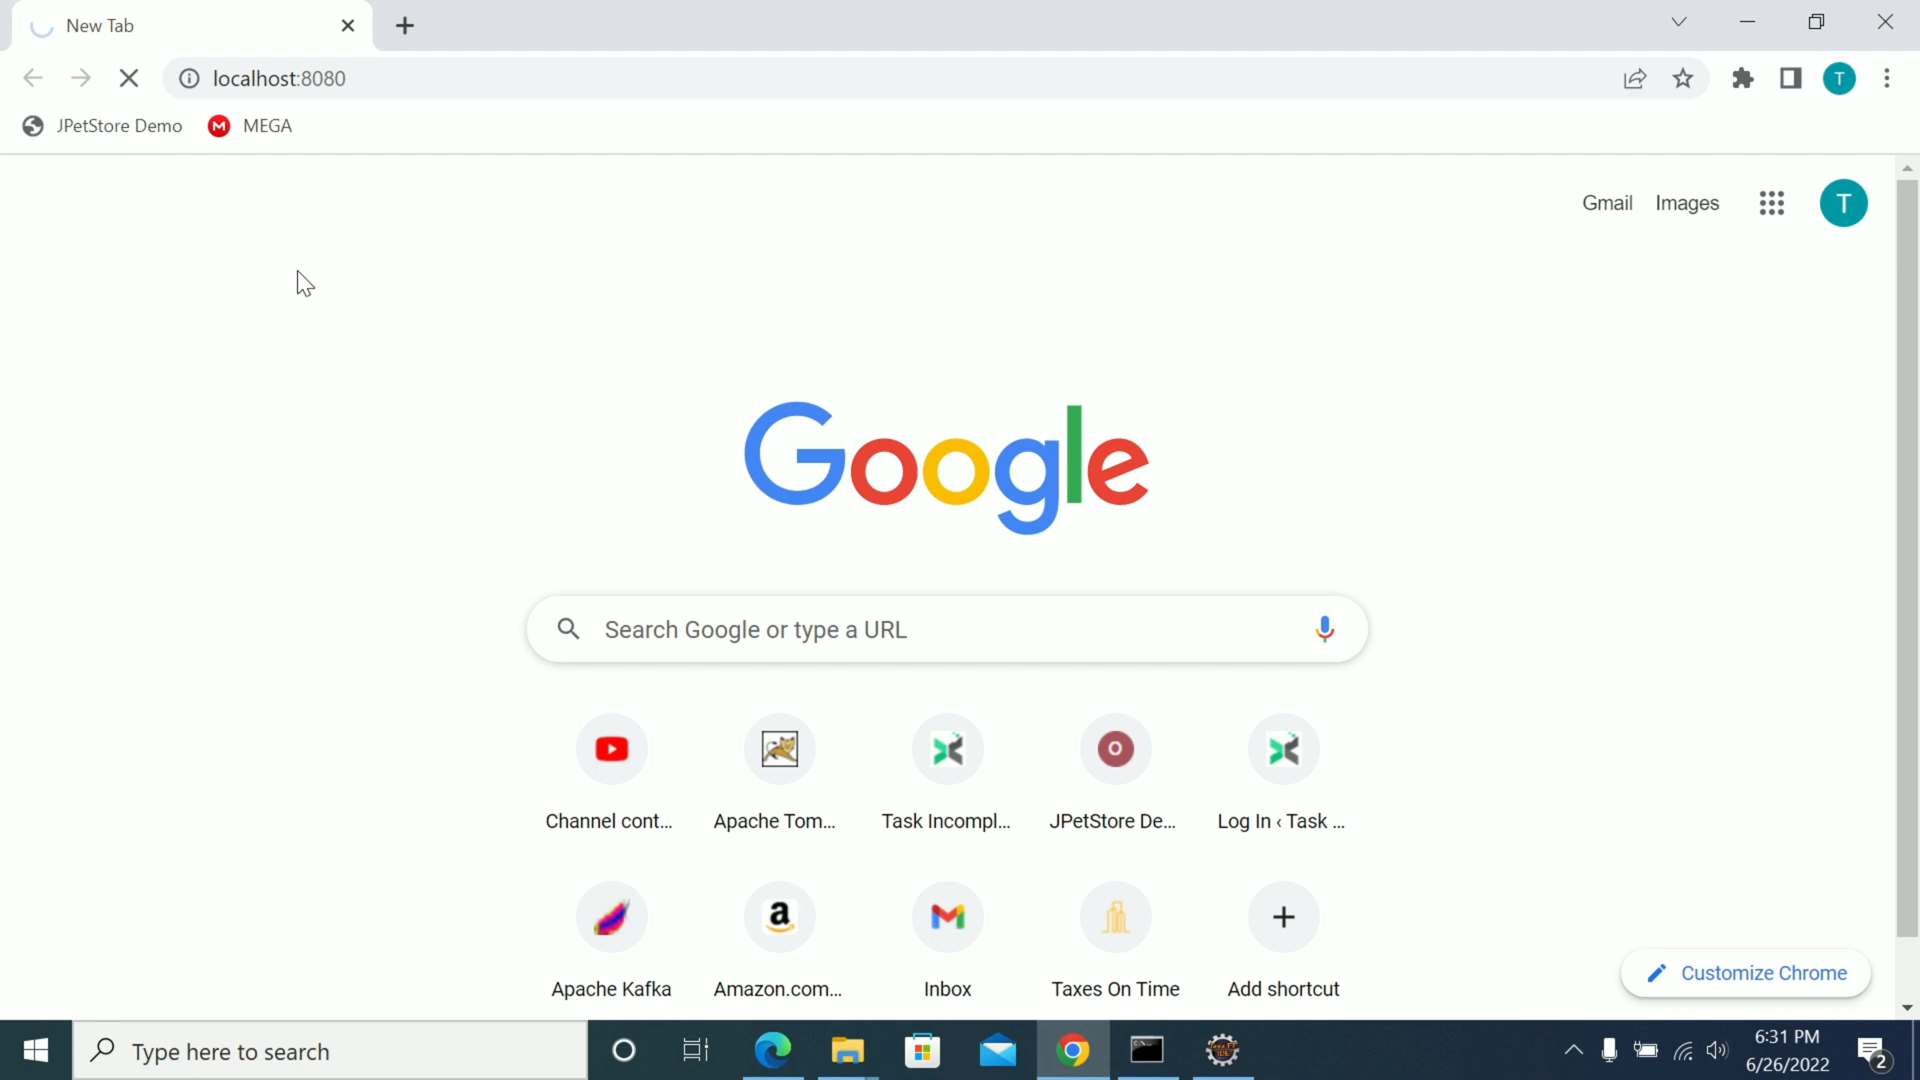 New Tab
localhost:8080
T
JPetStore Demo
MEGA
Gmail
Images
T
Google
Search Google or type a URL
Channel cont...
Apache Tom...
Task Incompl...
JPetStore De...
Log In ‹ Task ...
Apache Kafka
Amazon.com...
Inbox
Taxes On Time
Add shortcut
Customize Chrome
Type here to search
6:31 PM
6/26/2022
2